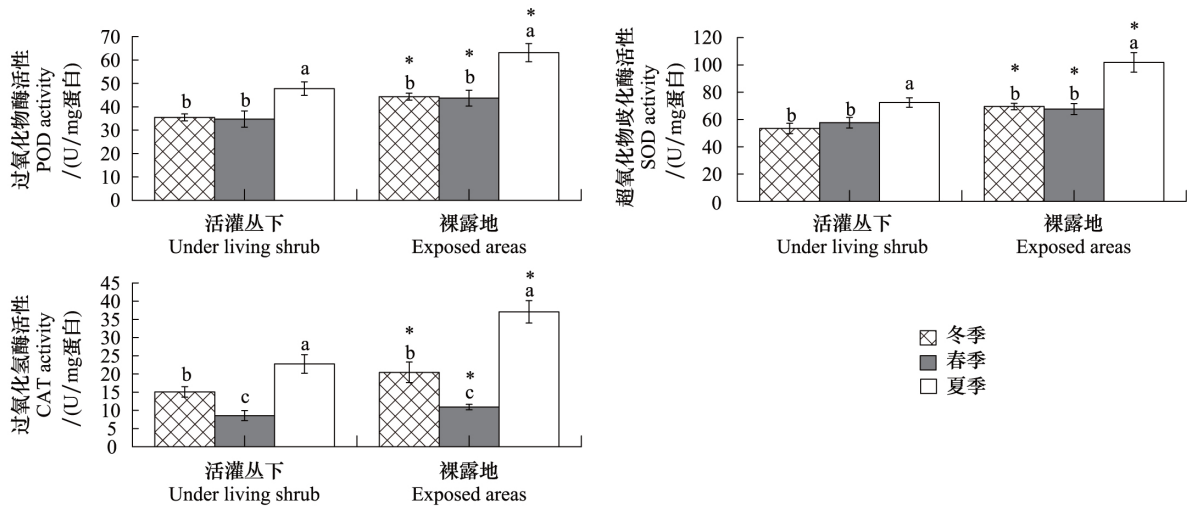 过氧化物酶活性
POD activity
/(U/mg蛋白)
70
60
50
40
30
20
10
0
b
b
a
*
b
*
b
*
a
活灌丛下
Under living shrub
裸露地
Exposed areas
超氧化物歧化酶活性
SOD activity
/(U/mg蛋白)
120
100
80
60
40
20
0
b
b
a
*
b
*
b
*
a
活灌丛下
Under living shrub
裸露地
Exposed areas
过氧化氢酶活性
CAT activity
/(U/mg蛋白)
45
40
35
30
25
20
15
10
5
0
b
c
a
*
b
*
c
*
a
活灌丛下
Under living shrub
裸露地
Exposed areas
冬季
春季
夏季